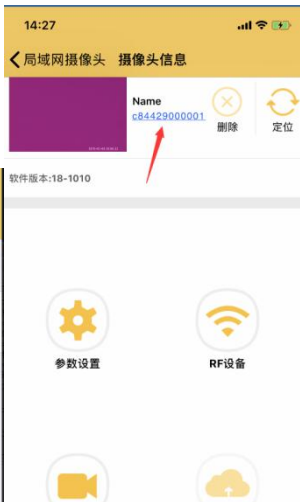 14:27
局域网摄像头 摄像头信息
Name
c84429000001
删除 定位
软件版本:18-1010
参数设置 RF设备